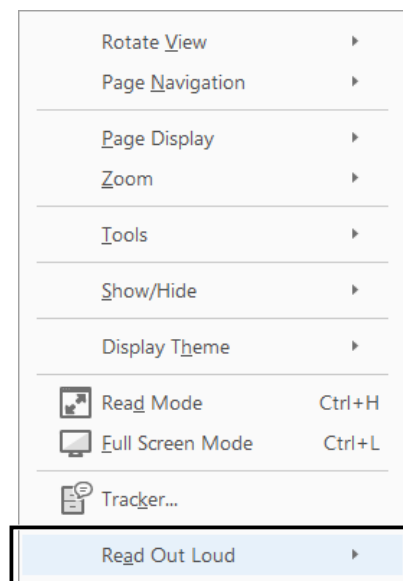 Rotate View
Page Navigation
Page Display
Zoom
Tools
Show/Hide
Display Theme
Read Mode Ctrl+H
Full Screen Mode Ctrl+L
Tracker...
Read Out Loud